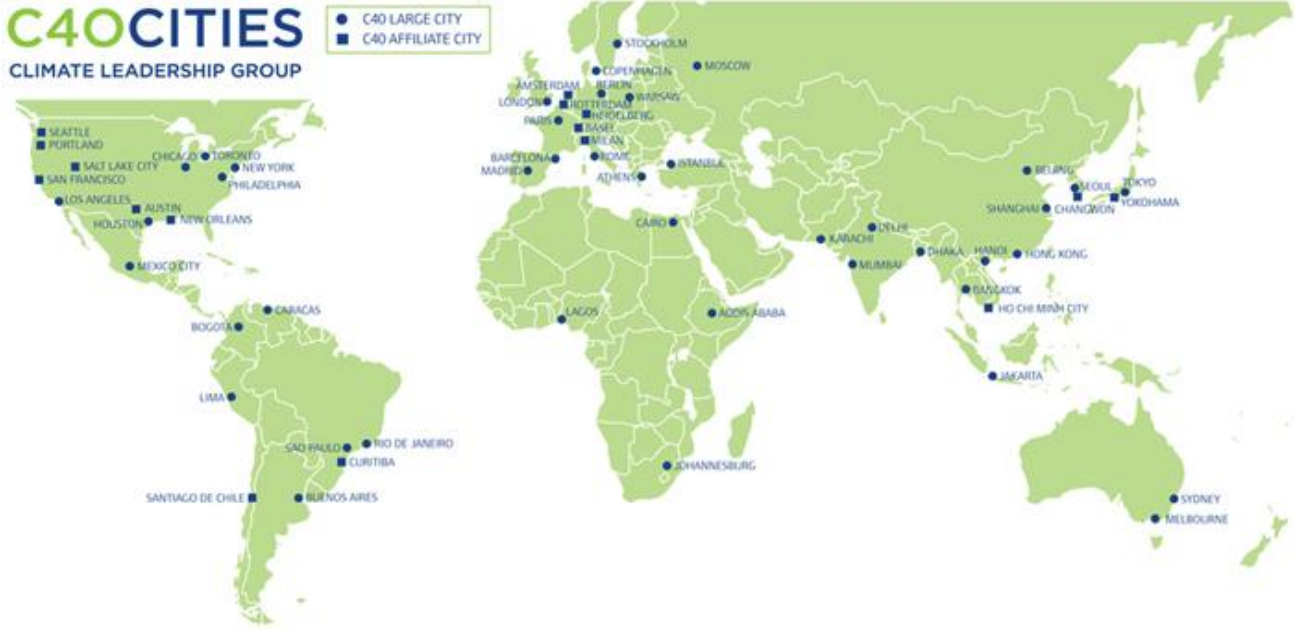 C40CITIES
CLIMATE LEADERSHIP GROUP
C40 LARGE CITY
C40 AFFILIATE CITY
STOCKHOLM
COPENHAGEN
MOSCOW
AMSTERDAM
BERLIN
WARSAW
LONDON
ROTTERDAM
HEIDELBERG
PARIS
BASEL
MILAN
BARCELONA
ROME
MADRID
ISTANBUL
ATHENS
SEATTLE
PORTLAND
CHICAGO
TORONTO
SALT LAKE CITY
NEW YORK
SAN FRANCISCO
PHILADELPHIA
LOS ANGELES
AUSTIN
HOUSTON
NEW ORLEANS
MEXICO CITY
CARACAS
BOGOTA
LIMA
SAO PAULO
RIO DE JANEIRO
CURITIBA
SANTIAGO DE CHILE
BUENOS AIRES
CAIRO
LAGOS
ADDIS ABABA
JOHANNESBURG
BEIJING
SEOUL
TOKYO
SHANGHAI
CHANGWON
YOKOHAMA
KARACHI
DELHI
MUMBAI
DHAKA
HANOI
HONG KONG
BANGKOK
HO CHI MINH CITY
JAKARTA
SYDNEY
MELBOURNE